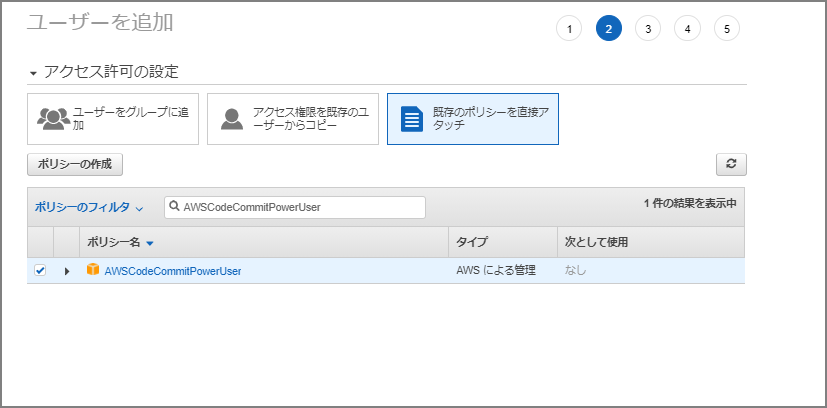 ユーザーを追加
1 2 3 4 5
アクセス許可の設定
ユーザーをグループに追
加
アクセス権限を既存のユ
ーザーからコピー
既存のポリシーを直接ア
タッチ
ポリシーの作成
ポリシーのフィルタ AWSCodeCommitPowerUser 1 件の結果を表示中
ポリシー名 タイプ 次として使用
AWSCodeCommitPowerUser AWS による管理 なし